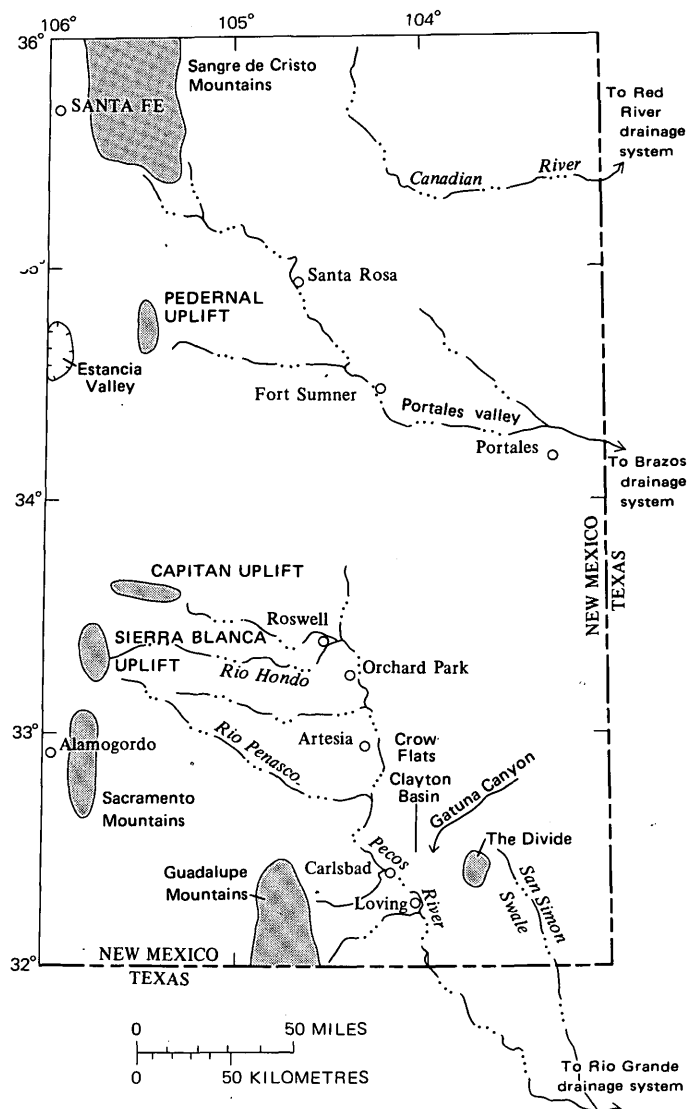 106°
105°
104°
36°
Sangre de Cristo
Mountains
SANTA FE
To Red
River
drainage
system
Canadian
River
Santa Rosa
PEDERNAL
UPLIFT
Estancia
Valley
Fort Sumner
Portales valley
Portales
To Brazos
drainage
system
34°
NEW MEXICO
TEXAS
CAPITAN UPLIFT
Roswell
SIERRA BLANCA
UPLIFT
Rio Hondo
Orchard Park
33°
Alamogordo
Rio Penasco
Artesia
Crow
Flats
Clayton
Basin
Gatuna Canyon
Sacramento
Mountains
The Divide
Pecos
River
Guadalupe
Mountains
Carlsbad
Loving
San Simon
Swale
32°
NEW MEXICO
TEXAS
0 50 MILES
0 50 KILOMETRES
To Rio Grande
drainage system